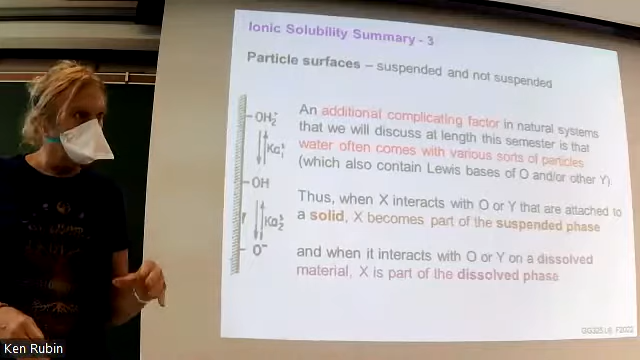 Ionic Solubility Summary - 3
Particle surfaces – suspended and not suspended
An additional complicating factor in natural systems
that we will discuss at length this semester is that
water often comes with various sorts of particles
(which also contain Lewis bases of O and/or other Y).
Thus, when X interacts with O or Y that are attached to
a solid, X becomes part of the suspended phase
and when it interacts with O or Y on a dissolved
material, X is part of the dissolved phase
OH₂⁺
Ka₁ˢ
OH
Ka₂ˢ
O⁻
GG325 L6, F2022
Ken Rubin